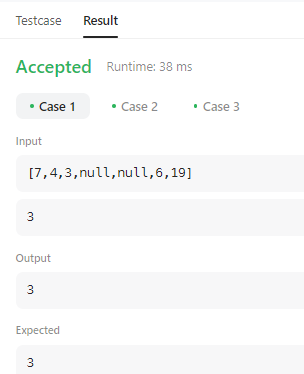 Testcase Result
Accepted Runtime: 38 ms
• Case 1 • Case 2 • Case 3
Input
[7,4,3,null,null,6,19]
3
Output
3
Expected
3